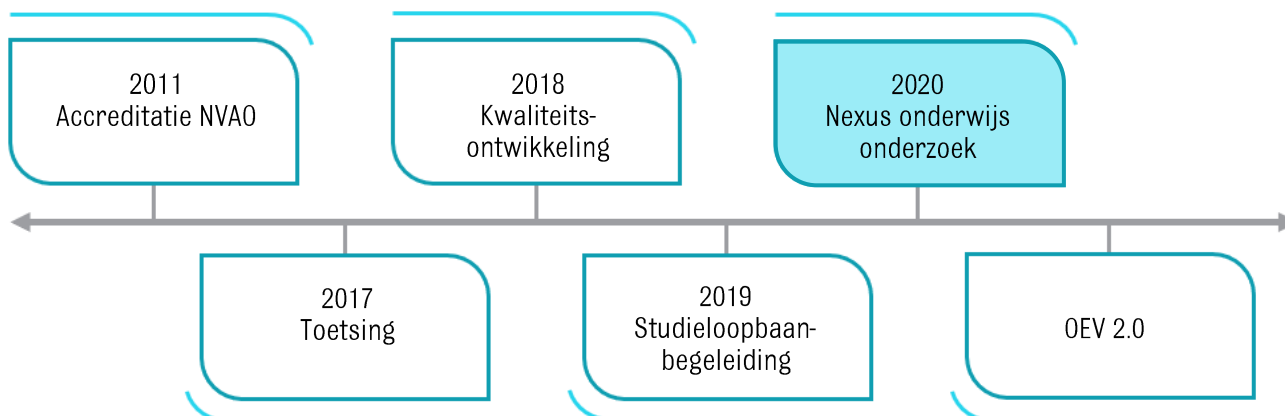 2011
Accreditatie NVAO
2017
Toetsing
2018
Kwaliteits-
ontwikkeling
2019
Studieloopbaan-
begeleiding
2020
Nexus onderwijs
onderzoek
OEV 2.0